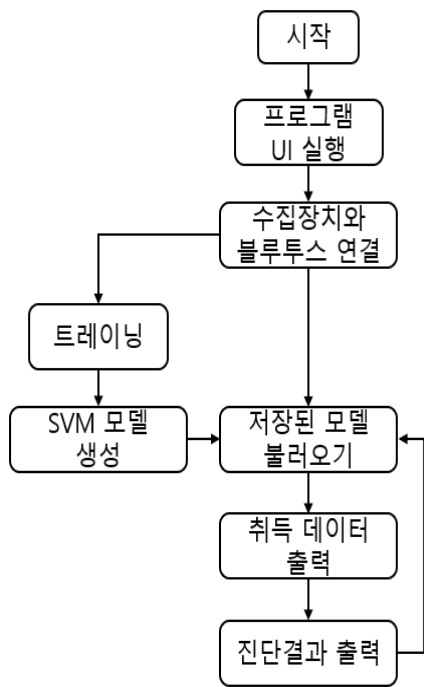 시작
프로그램
UI 실행
수집장치와
블루투스 연결
트레이닝
SVM 모델
생성
저장된 모델
불러오기
취득 데이터
출력
진단결과 출력